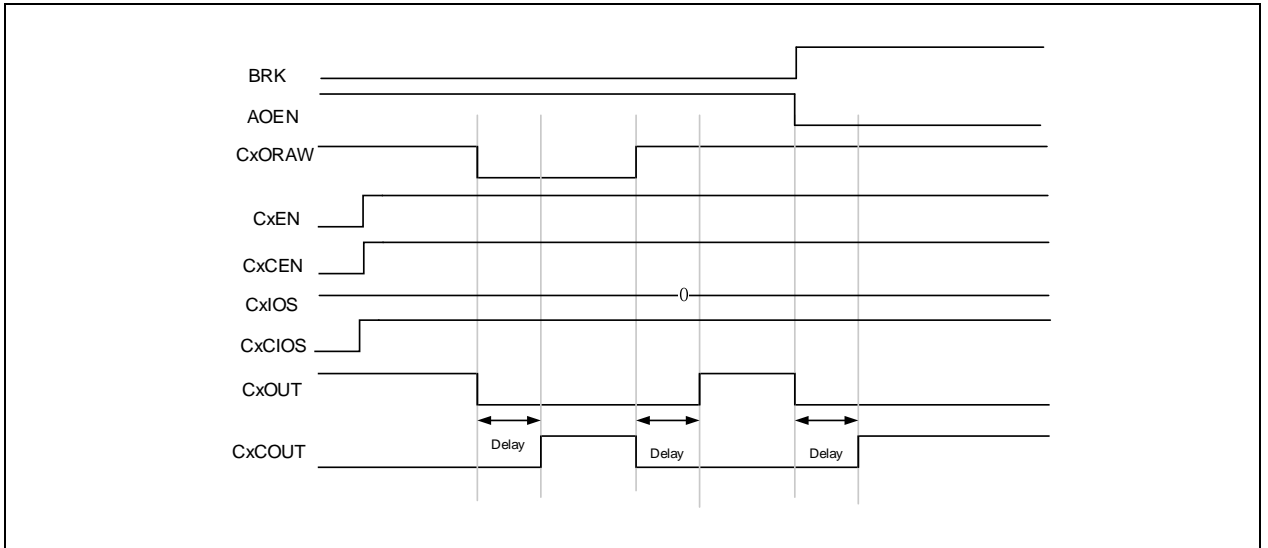 BRK
AOEN
CxORAW
CxEN
CxCEN
CxIOS
0
CxCIOS
CxOUT
Delay
Delay
Delay
CxCOUT